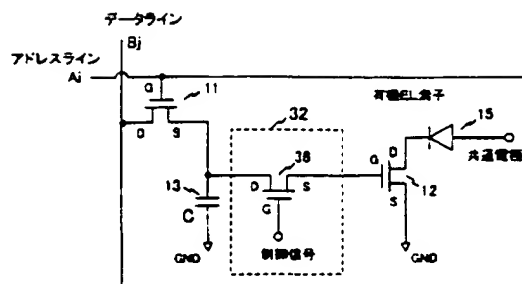 データライン
Bj
アドレスライン
Ai
G
11
D
S
有機EL素子
32
15
38
D
共通電極
G
13
D
S
12
C
G
S
制御信号
GND
GND